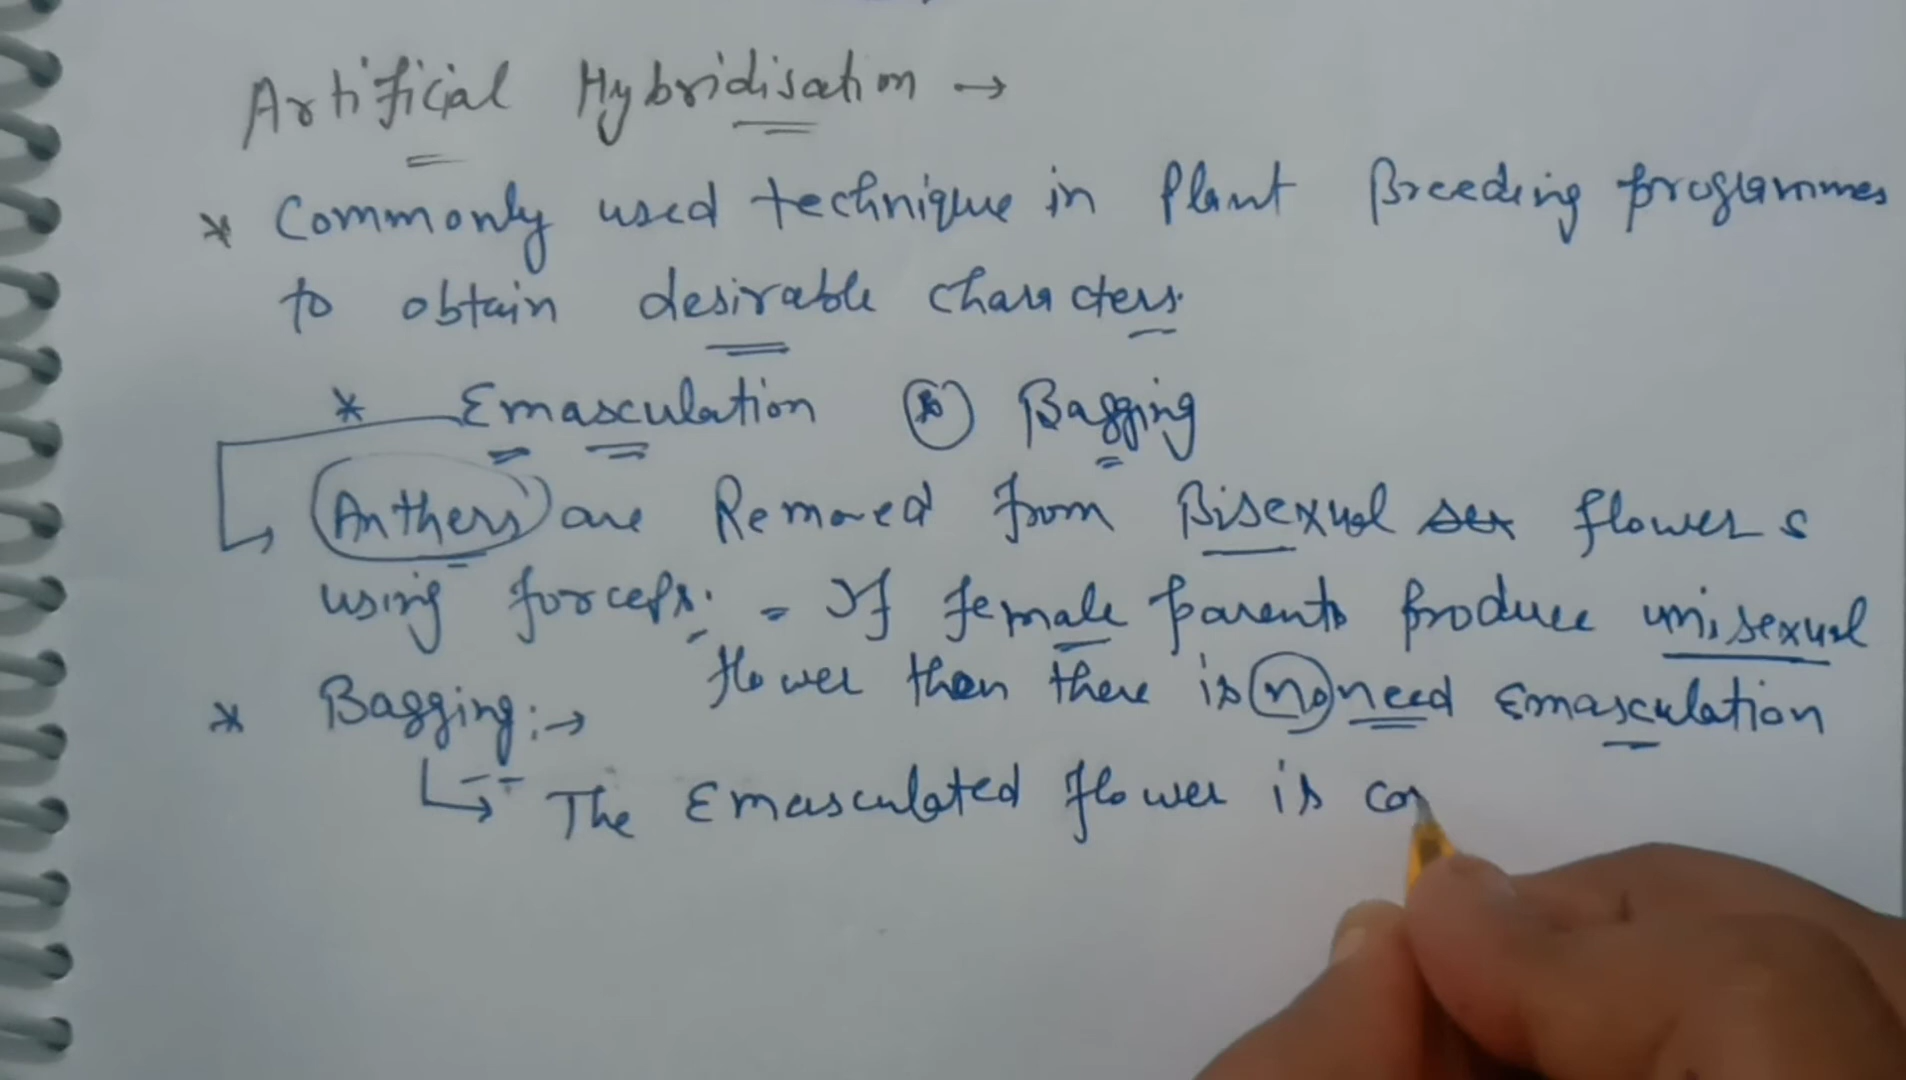 Artificial Hybridisation →
* Commonly used technique in Plant Breeding programmes
to obtain desirable characters.
* Emasculation & Bagging
Anthers are Removed from Bisexual flowers
using forceps. - If female parents produce unisexual
flower then there is no need Emasculation
* Bagging :→
The Emasculated flower is co